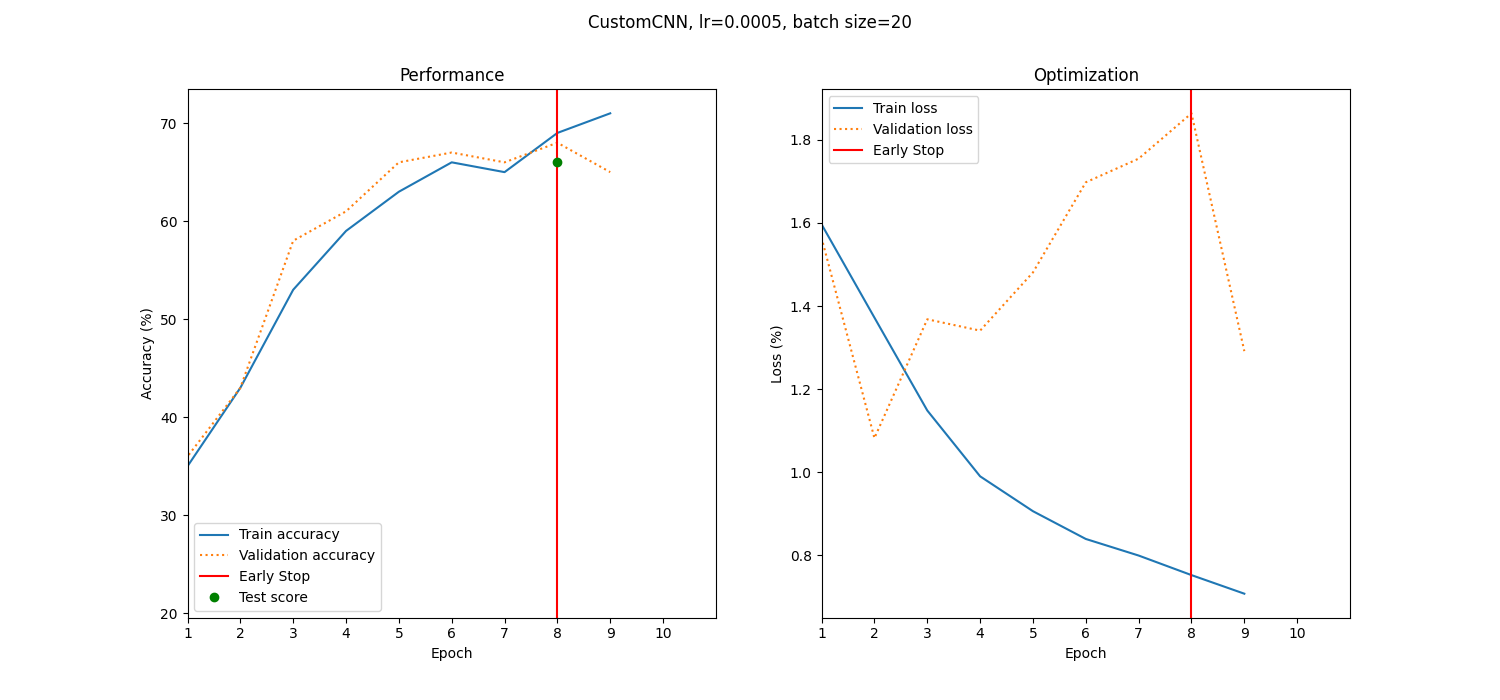 CustomCNN, lr=0.0005, batch size=20
Performance
Accuracy (%)
70
60
50
40
30
20
Train accuracy
Validation accuracy
Early Stop
Test score
1 2 3 4 5 6 7 8 9 10
Epoch
Optimization
Loss (%)
1.8
1.6
1.4
1.2
1.0
0.8
Train loss
Validation loss
Early Stop
1 2 3 4 5 6 7 8 9 10
Epoch